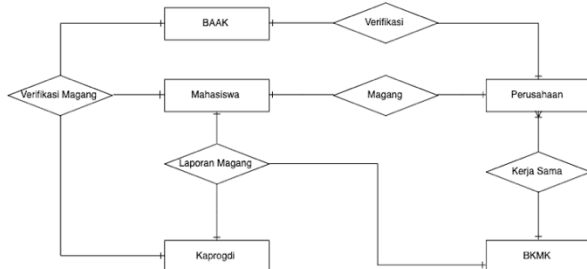 BAAK
Verifikasi
Verifikasi Magang
Mahasiswa
Magang
Perusahaan
Laporan Magang
Kerja Sama
Kaprogdi
BKMK